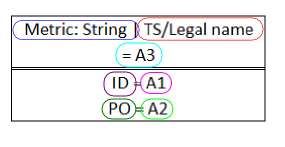 Metric: String | TS/Legal name
= A3
ID = A1
PO = A2